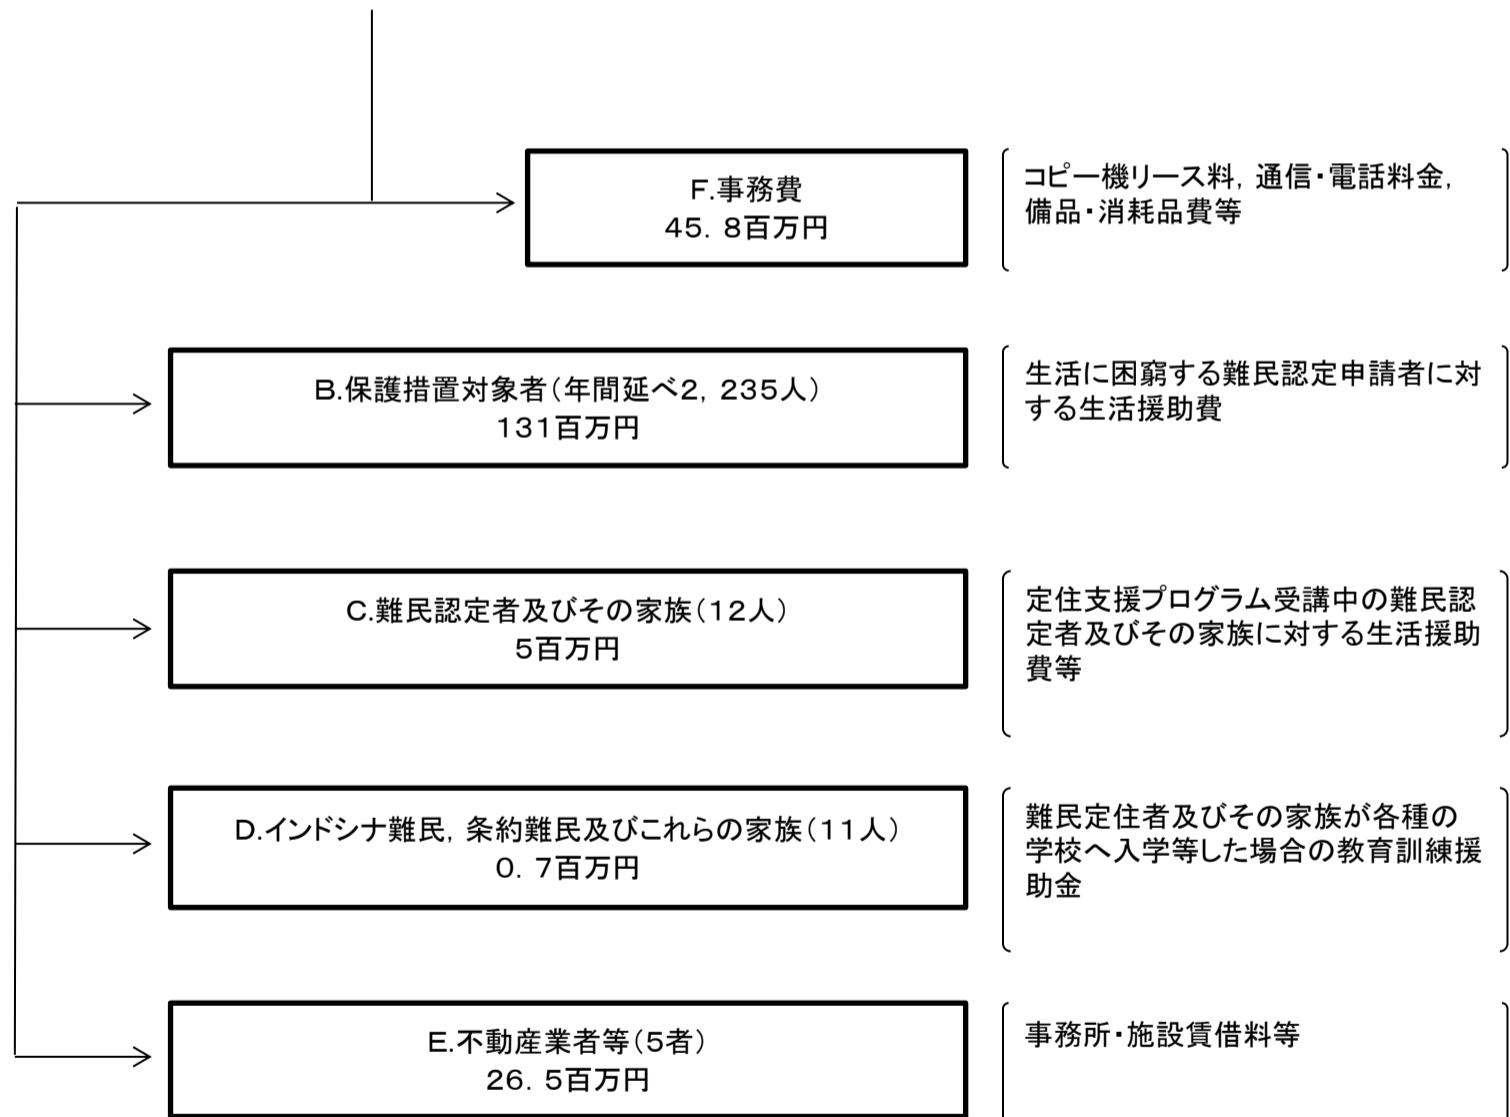 F.事務費
45.8百万円
コピー機リース料,通信・電話料金,
備品・消耗品費等
B.保護措置対象者(年間延べ2,235人)
131百万円
生活に困窮する難民認定申請者に対
する生活援助費
C.難民認定者及びその家族(12人)
5百万円
定住支援プログラム受講中の難民認
定者及びその家族に対する生活援助
費等
D.インドシナ難民,条約難民及びこれらの家族(11人)
0.7百万円
難民定住者及びその家族が各種の
学校へ入学等した場合の教育訓練援
助金
E.不動産業者等(5者)
26.5百万円
事務所・施設賃借料等